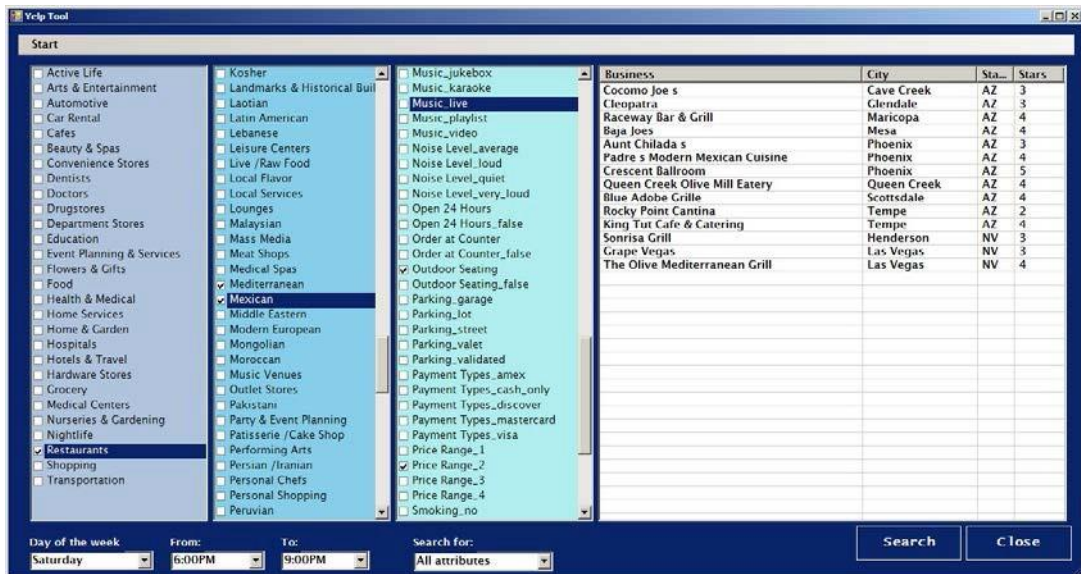 Yelp Tool
Start
Active Life
Arts & Entertainment
Automotive
Car Rental
Cafes
Beauty & Spas
Convenience Stores
Dentists
Doctors
Drugstores
Department Stores
Education
Event Planning & Services
Flowers & Gifts
Food
Health & Medical
Home Services
Home & Garden
Hospitals
Hotels & Travel
Hardware Stores
Grocery
Medical Centers
Nurseries & Gardening
Nightlife
Restaurants
Shopping
Transportation
Kosher
Landmarks & Historical Buil
Laotian
Latin American
Lebanese
Leisure Centers
Live /Raw Food
Local Flavor
Local Services
Lounges
Malaysian
Mass Media
Meat Shops
Medical Spas
Mediterranean
Mexican
Middle Eastern
Modern European
Mongolian
Moroccan
Music Venues
Outlet Stores
Pakistani
Party & Event Planning
Patisserie /Cake Shop
Performing Arts
Persian /Iranian
Personal Chefs
Personal Shopping
Peruvian
Music_jukebox
Music_karaoke
Music_live
Music_playlist
Music_video
Noise Level_average
Noise Level_loud
Noise Level_quiet
Noise Level_very_loud
Open 24 Hours
Open 24 Hours_false
Order at Counter
Order at Counter_false
Outdoor Seating
Outdoor Seating_false
Parking_garage
Parking_lot
Parking_street
Parking_valet
Parking_validated
Payment Types_amex
Payment Types_cash_only
Payment Types_discover
Payment Types_mastercard
Payment Types_visa
Price Range_1
Price Range_2
Price Range_3
Price Range_4
Smoking_no
Business City Sta... Stars
Cocomo Joe s Cave Creek AZ 3
Cleopatra Glendale AZ 3
Raceway Bar & Grill Maricopa AZ 4
Baja Joes Mesa AZ 4
Aunt Chilada s Phoenix AZ 3
Padre s Modern Mexican Cuisine Phoenix AZ 4
Crescent Ballroom Phoenix AZ 5
Queen Creek Olive Mill Eatery Queen Creek AZ 4
Blue Adobe Grille Scottsdale AZ 4
Rocky Point Cantina Tempe AZ 2
King Tut Cafe & Catering Tempe AZ 4
Sonrisa Grill Henderson NV 3
Grape Vegas Las Vegas NV 3
The Olive Mediterranean Grill Las Vegas NV 4
Day of the week From: To: Search for:
Saturday 6:00PM 9:00PM All attributes
Search Close